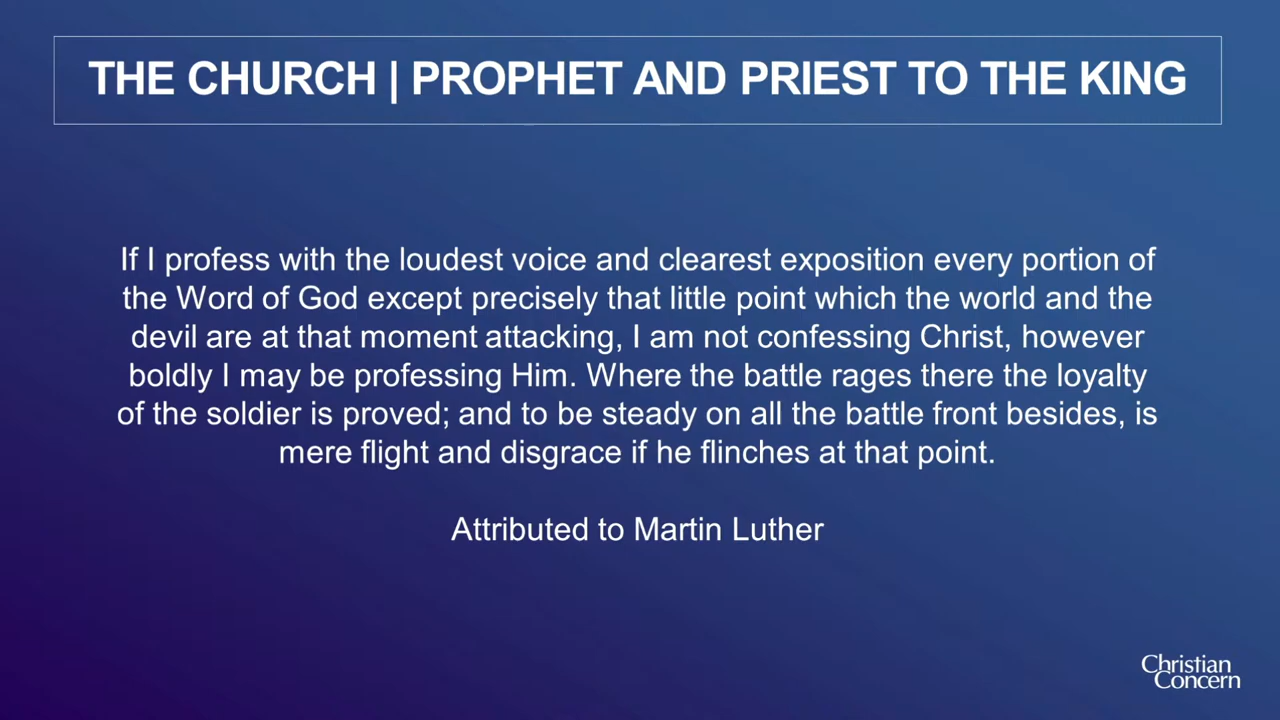 THE CHURCH | PROPHET AND PRIEST TO THE KING
If I profess with the loudest voice and clearest exposition every portion of
the Word of God except precisely that little point which the world and the
devil are at that moment attacking, I am not confessing Christ, however
boldly I may be professing Him. Where the battle rages there the loyalty
of the soldier is proved; and to be steady on all the battle front besides, is
mere flight and disgrace if he flinches at that point.
Attributed to Martin Luther
Christian
Concern